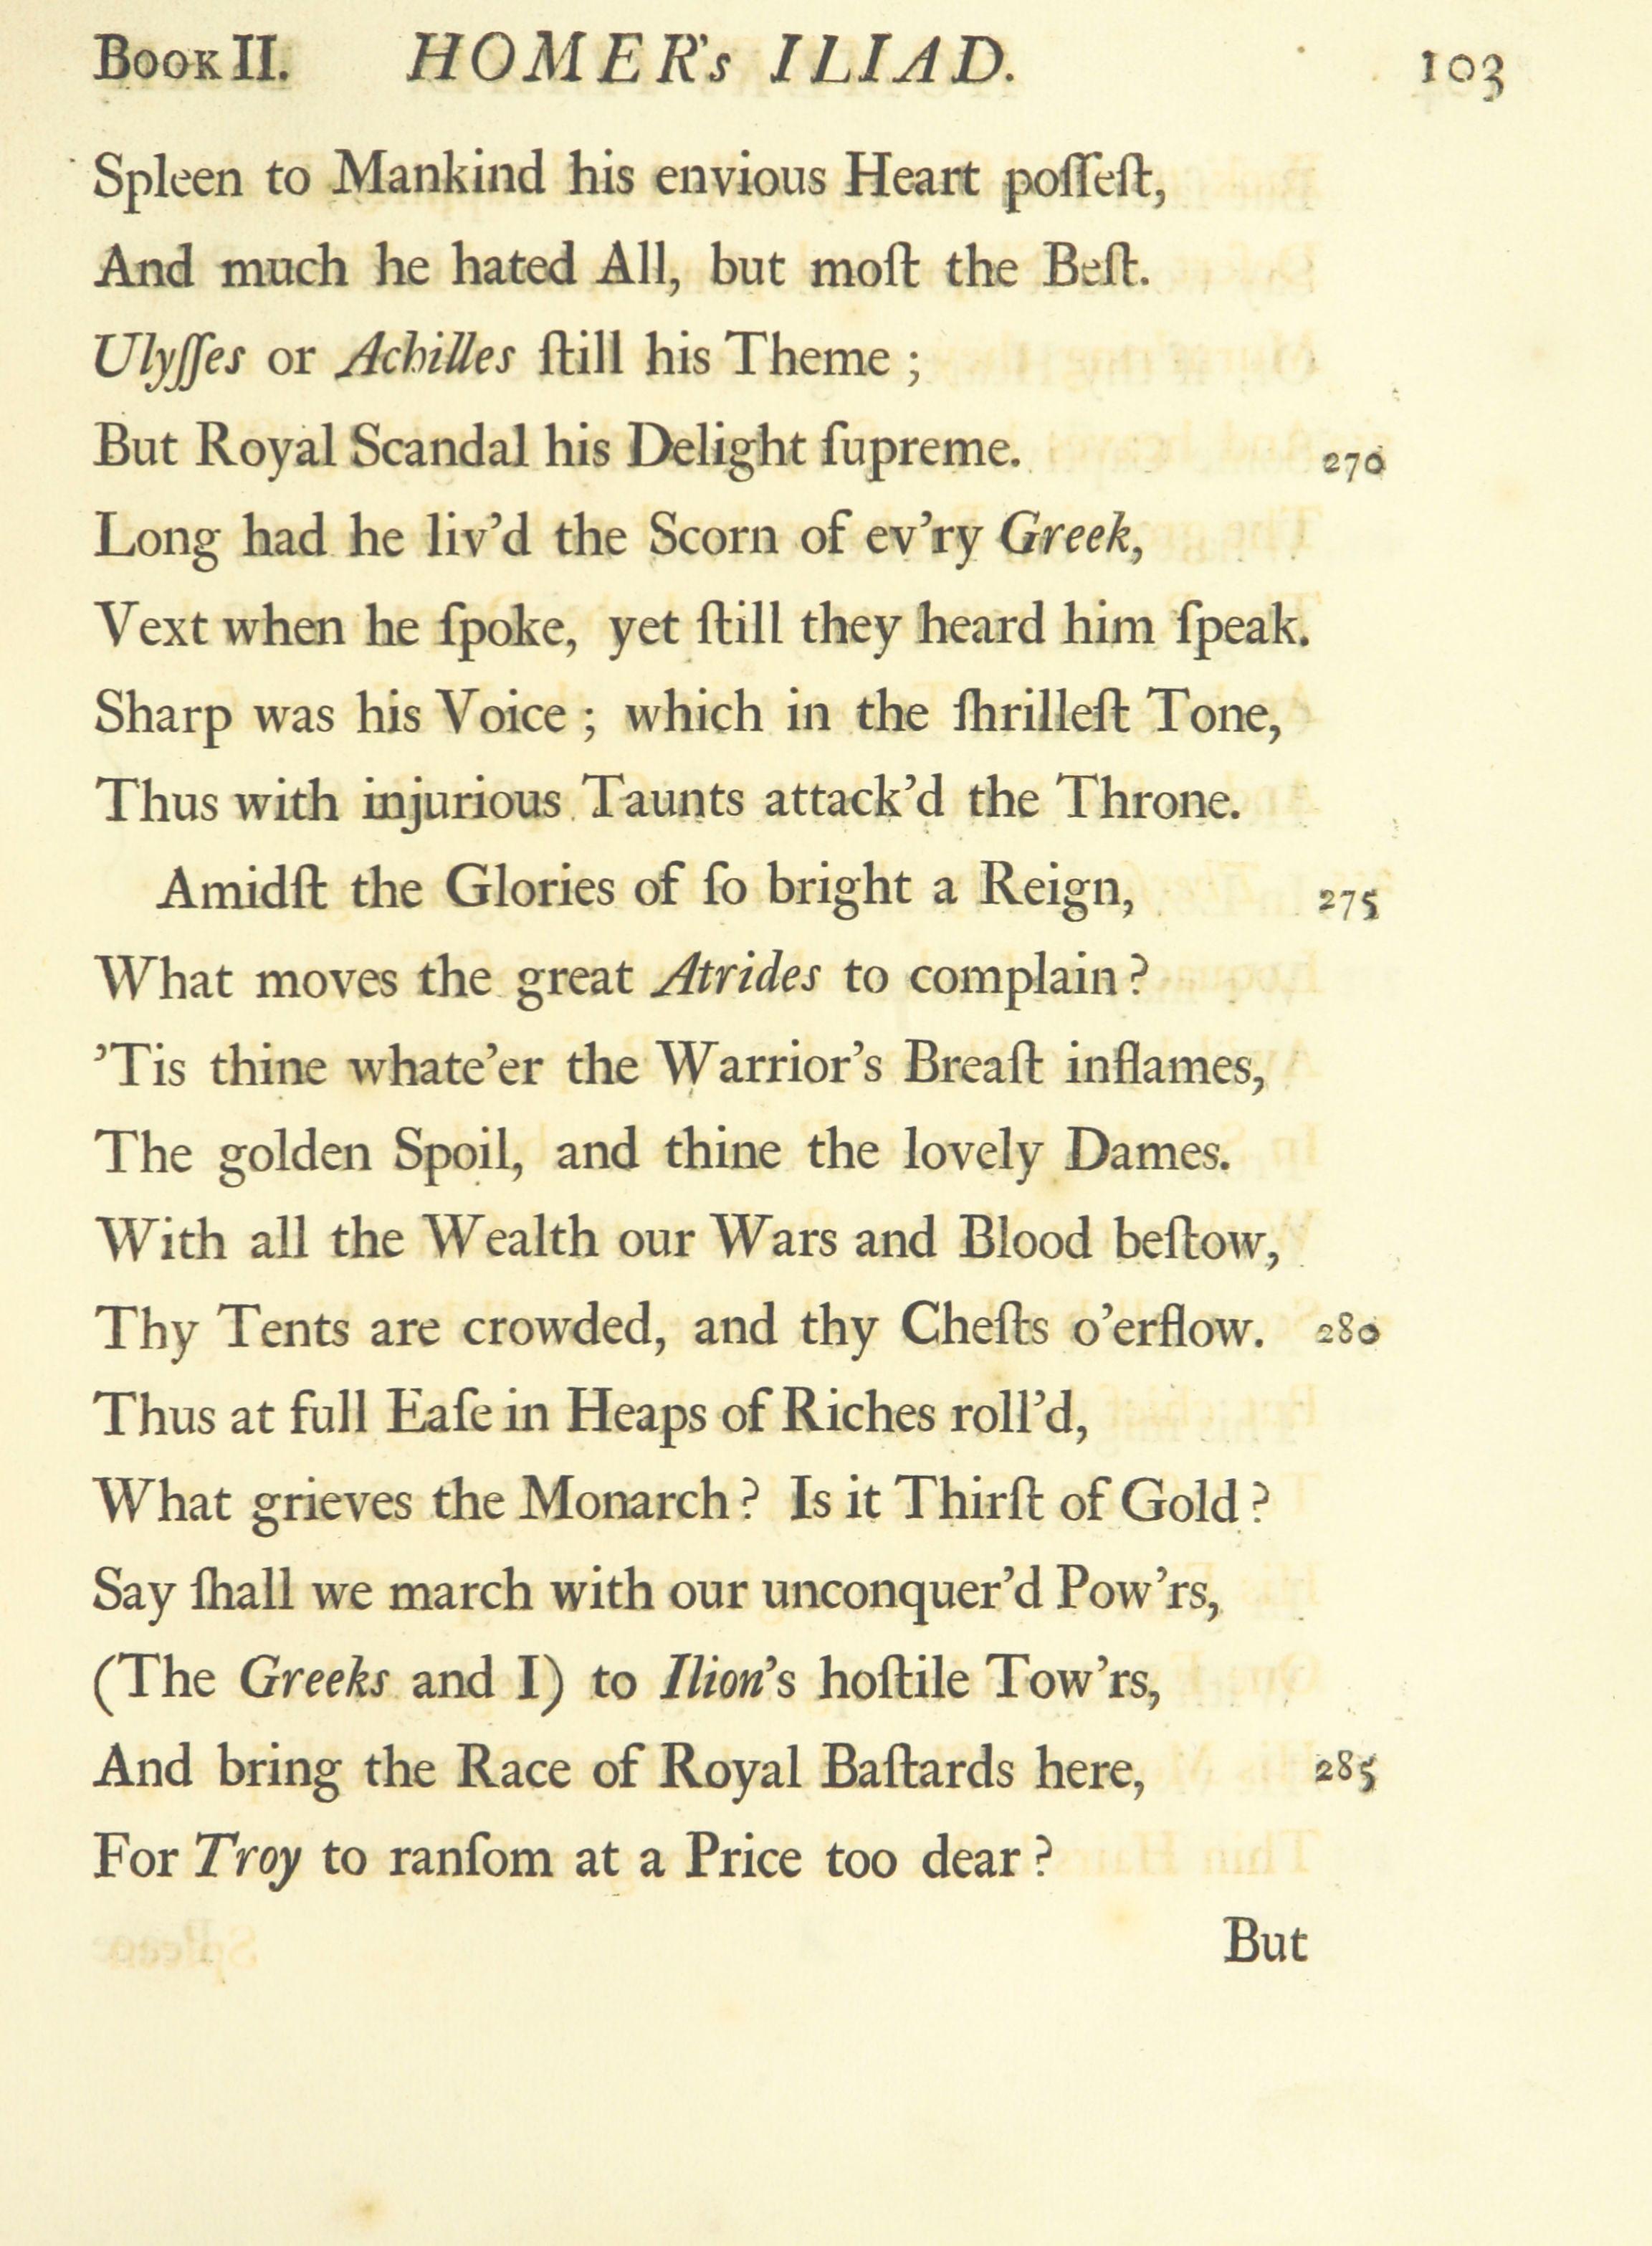 Book II. HOMER's ILIAD. 103
Spleen to Mankind his envious Heart poſſeſt,
And much he hated All, but moſt the Beſt.
Ulyſſes or Achilles ſtill his Theme ;
But Royal Scandal his Delight ſupreme. 270
Long had he liv'd the Scorn of ev'ry Greek,
Vext when he ſpoke, yet ſtill they heard him ſpeak.
Sharp was his Voice ; which in the ſhrilleſt Tone,
Thus with injurious Taunts attack'd the Throne.
Amidſt the Glories of ſo bright a Reign, 275
What moves the great Atrides to complain ?
'Tis thine whate'er the Warrior's Breaſt inflames,
The golden Spoil, and thine the lovely Dames.
With all the Wealth our Wars and Blood beſtow,
Thy Tents are crowded, and thy Cheſts o'erflow. 280
Thus at full Eaſe in Heaps of Riches roll'd,
What grieves the Monarch ? Is it Thirſt of Gold ?
Say ſhall we march with our unconquer'd Pow'rs,
(The Greeks and I) to Ilion's hoſtile Tow'rs,
And bring the Race of Royal Baſtards here, 285
For Troy to ranſom at a Price too dear ?
But